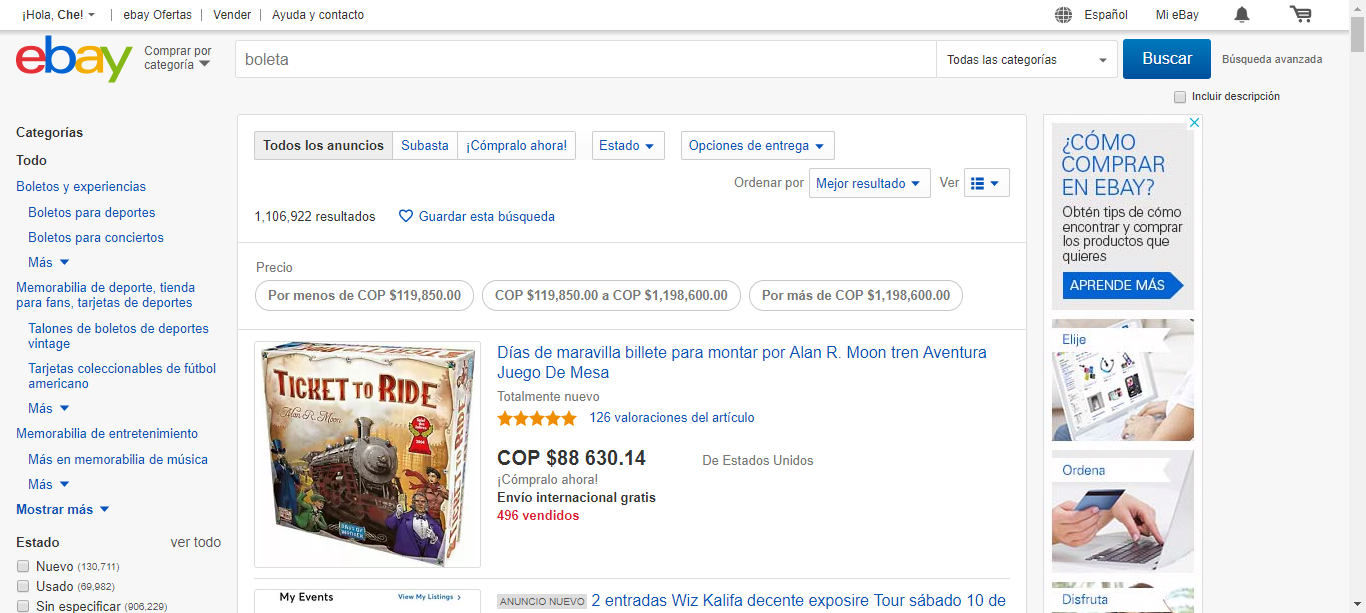 ¡Hola, Che!
ebay Ofertas
Vender
Ayuda y contacto
Español
Mi eBay
ebay
Comprar por
categoría
boleta
Todas las categorías
Buscar
Búsqueda avanzada
Incluir descripción
Categorías
Todo
Boletos y experiencias
Boletos para deportes
Boletos para conciertos
Más
Memorabilia de deporte, tienda
para fans, tarjetas de deportes
Talones de boletos de deportes
vintage
Tarjetas coleccionables de fútbol
americano
Más
Memorabilia de entretenimiento
Más en memorabilia de música
Más
Mostrar más
Estado
ver todo
Nuevo (130,711)
Usado (69,982)
Sin especificar (906,229)
Todos los anuncios
Subasta
¡Cómpralo ahora!
Estado
Opciones de entrega
Ordenar por
Mejor resultado
Ver
1,106,922 resultados
Guardar esta búsqueda
Precio
Por menos de COP $119,850.00
COP $119,850.00 a COP $1,198,600.00
Por más de COP $1,198,600.00
TICKET TO RIDE
Alan R. Moon
DAYS OF
WONDER
Días de maravilla billete para montar por Alan R. Moon tren Aventura
Juego De Mesa
Totalmente nuevo
126 valoraciones del artículo
COP $88 630.14
De Estados Unidos
¡Cómpralo ahora!
Envío internacional gratis
496 vendidos
My Events
View My Listings
ANUNCIO NUEVO
2 entradas Wiz Kalifa decente exposire Tour sábado 10 de
¿CÓMO
COMPRAR
EN EBAY?
Obtén tips de cómo
encontrar y comprar
los productos que
quieres
APRENDE MÁS
Elije
Ordena
Disfruta